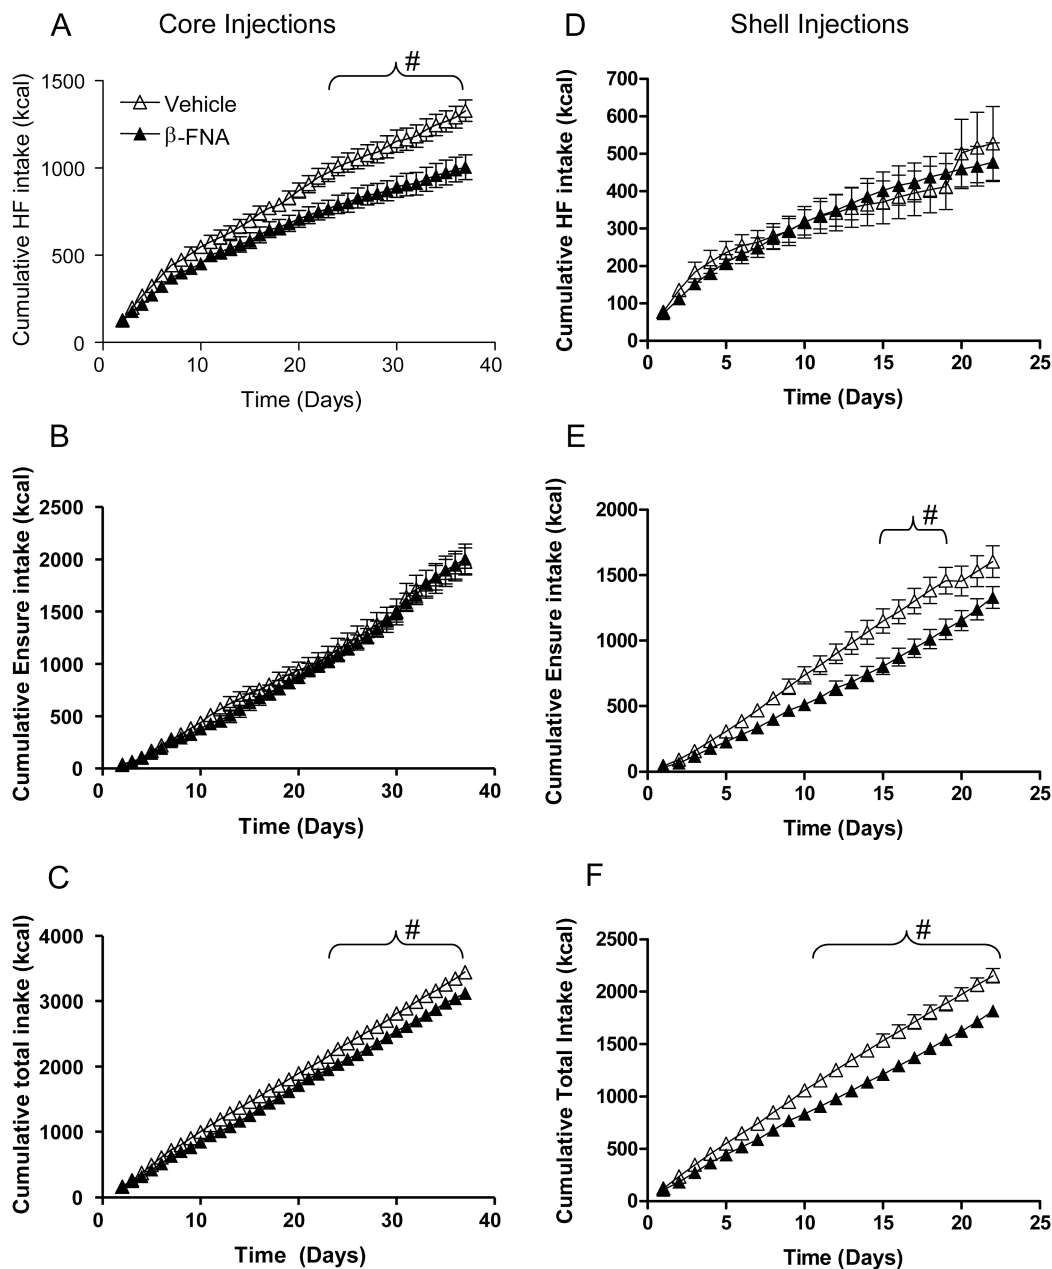 A Core Injections
D Shell Injections
Cumulative HF intake (kcal)
1500
1000
500
0
#
Vehicle
β-FNA
0 10 20 30 40
Time (Days)
Cumulative HF intake (kcal)
700
600
500
400
300
200
100
0
0 5 10 15 20 25
Time (Days)
B
Cumulative Ensure intake (kcal)
2500
2000
1500
1000
500
0
0 10 20 30 40
Time (Days)
E
Cumulative Ensure intake (kcal)
2000
1500
1000
500
0
#
0 5 10 15 20 25
Time (Days)
C
Cumulative total inake (kcal)
4000
3000
2000
1000
0
#
0 10 20 30 40
Time (Days)
F
Cumulative Total Intake (kcal)
2500
2000
1500
1000
500
0
#
0 5 10 15 20 25
Time (Days)